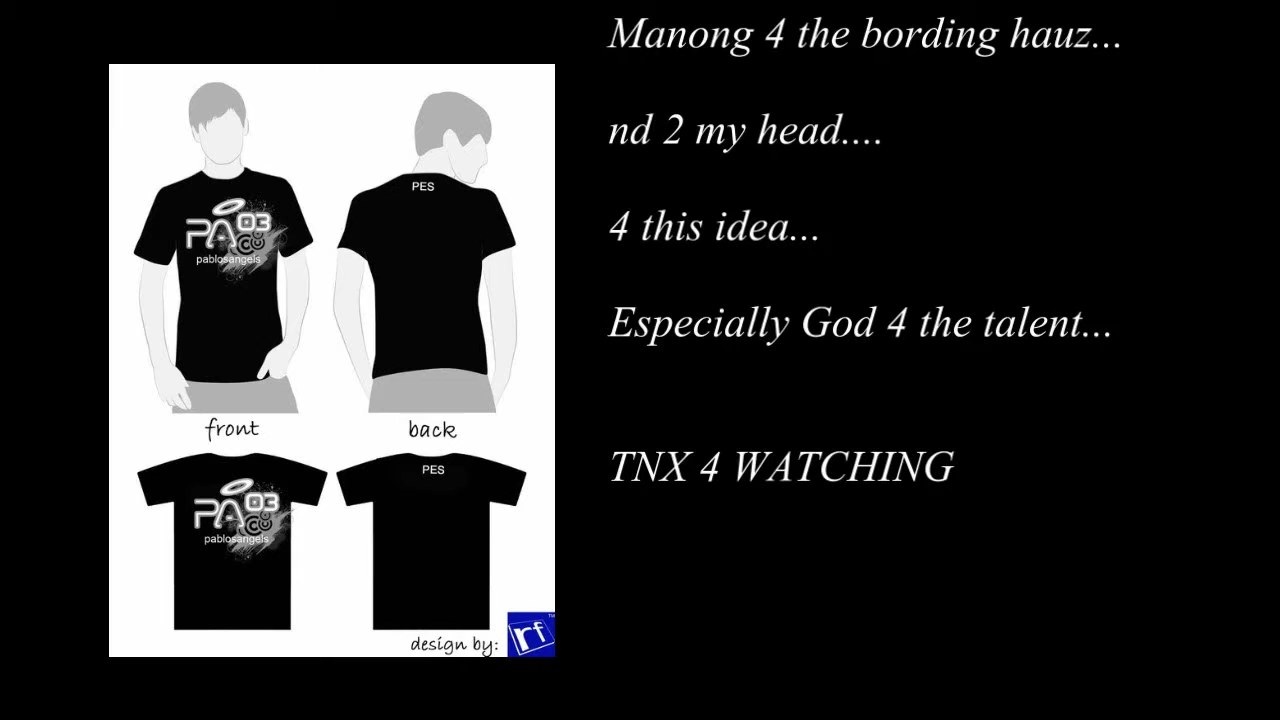 Manong 4 the bording hauz...
nd 2 my head....
4 this idea...
Especially God 4 the talent...
TNX 4 WATCHING
PA 03
pablosangels
PES
front
back
PA 03
pablosangels
PES
design by:
rf
TM